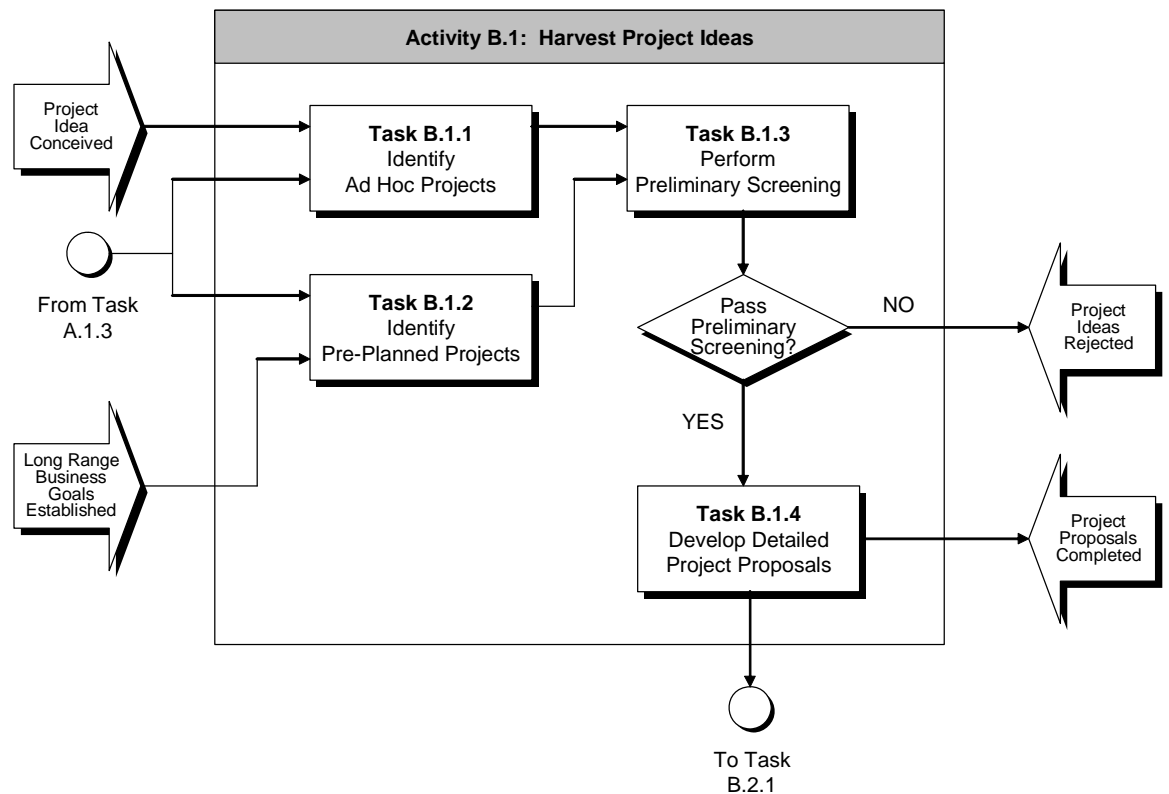 Activity B.1:  Harvest Project Ideas
Project
Idea
Conceived
Task B.1.1
Identify
Ad Hoc Projects
Task B.1.3
Perform
Preliminary Screening
From Task
A.1.3
Task B.1.2
Identify
Pre-Planned Projects
Pass
Preliminary
Screening?
NO
Project
Ideas
Rejected
YES
Long Range
Business
Goals
Established
Task B.1.4
Develop Detailed
Project Proposals
Project
Proposals
Completed
To Task
B.2.1